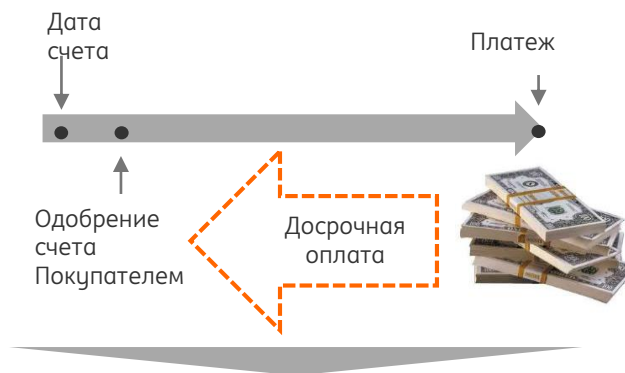 Дата
счета
Платеж
Одобрение
счета
Покупателем
Досрочная
оплата